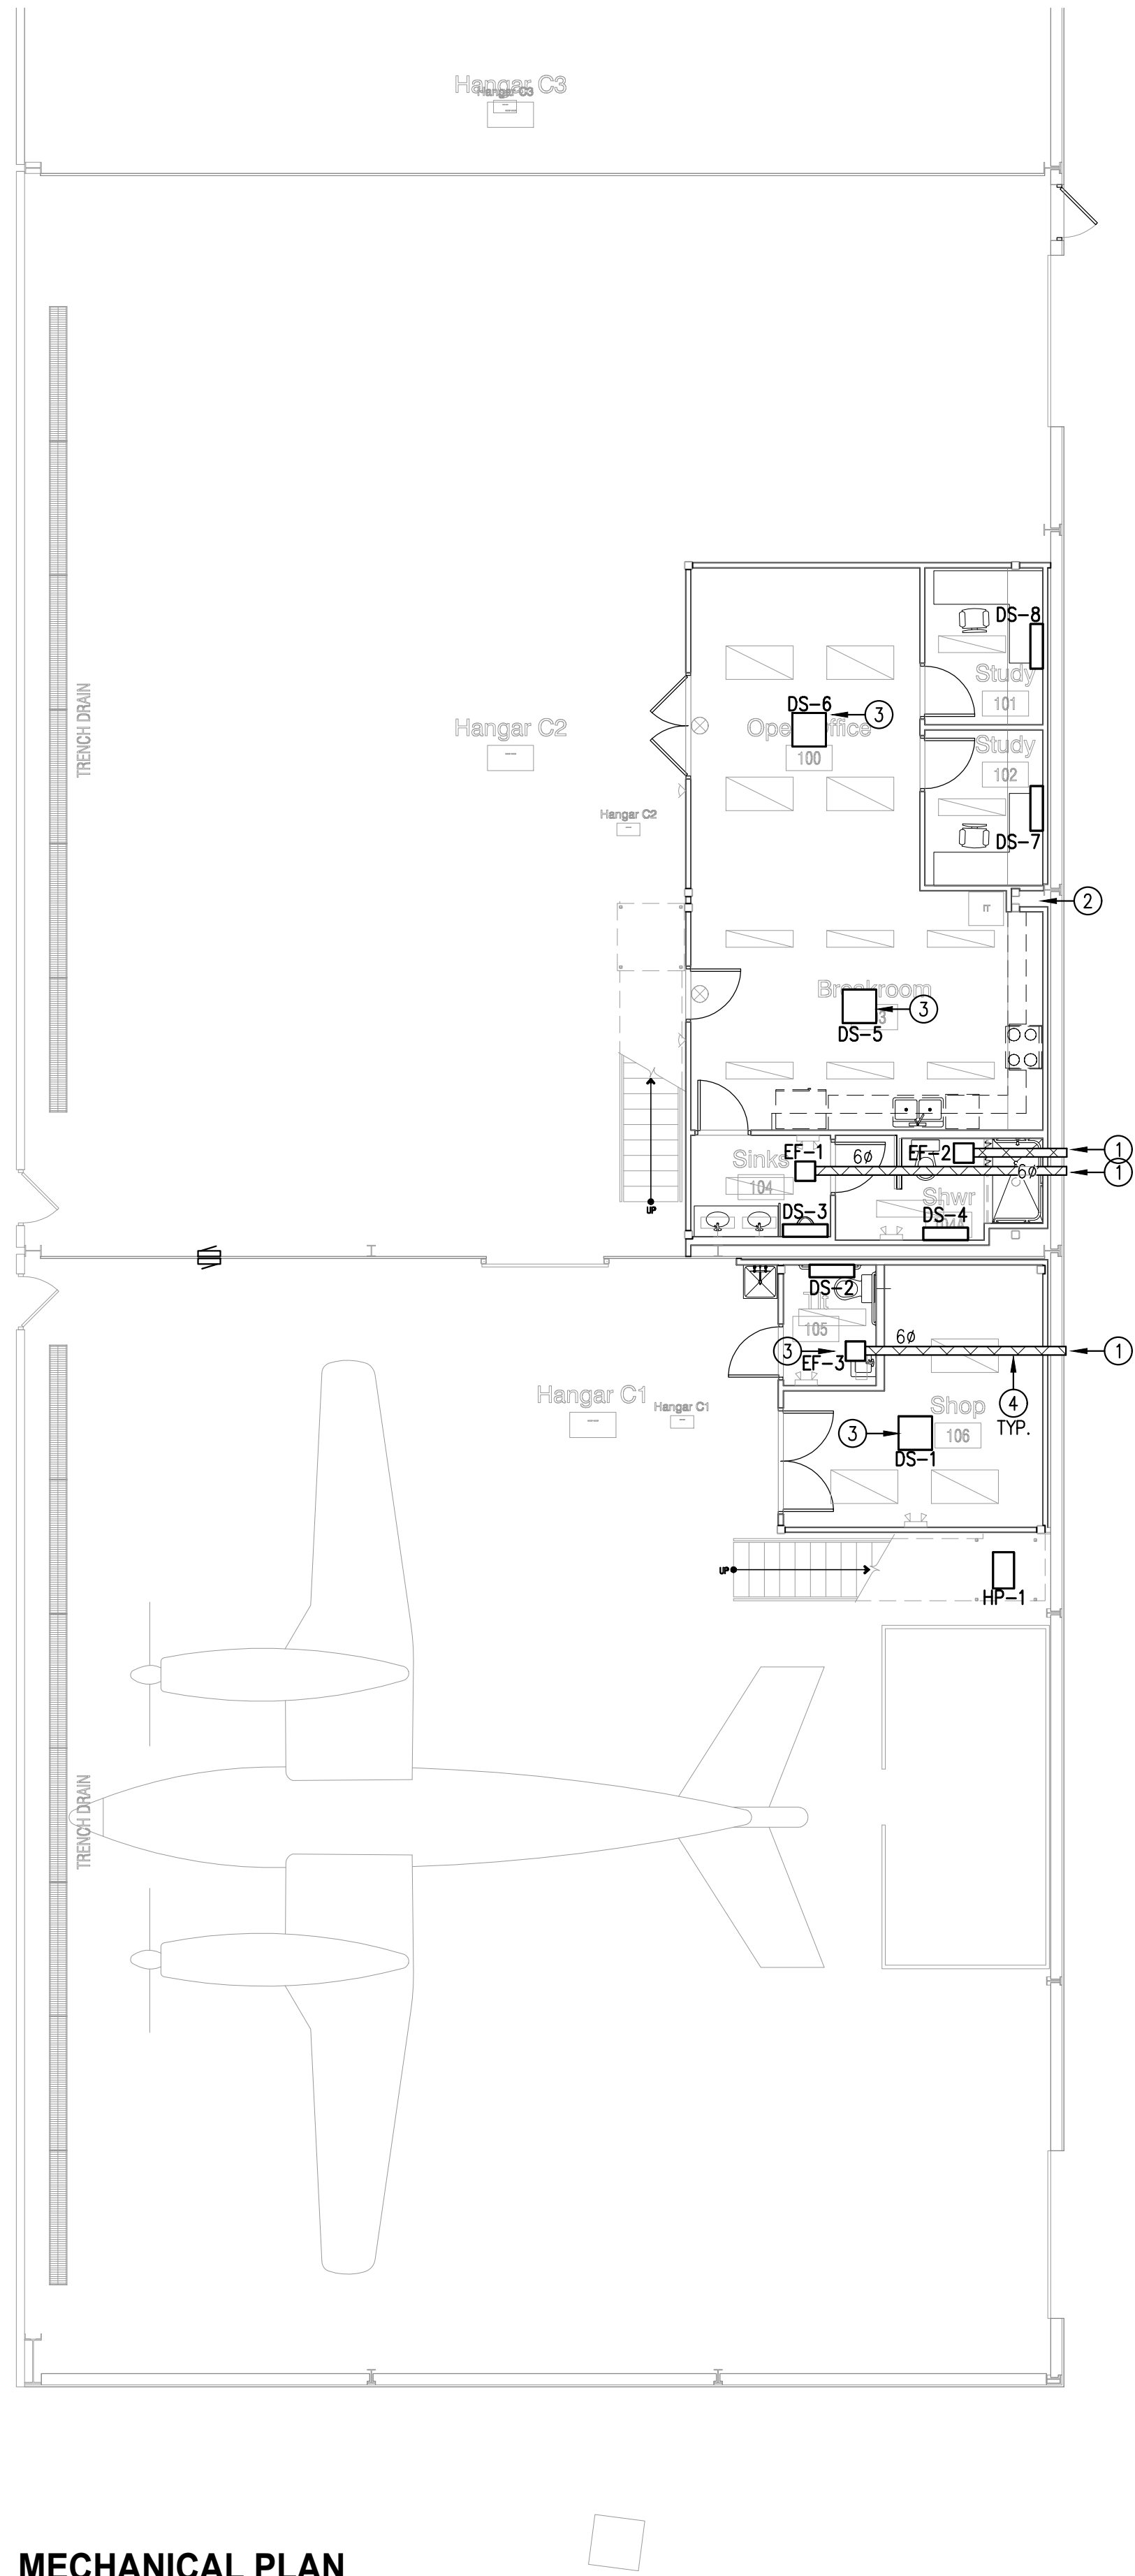 Hangar C3
Hangar C3
DS-8
Study
101
DS-6
3
Open Office
100
Hangar C2
TRENCH DRAIN
Study
102
Hangar C2
DS-7
2
IT
Breakroom
3
3
DS-5
EF-1
6ø
EF-2
1
Sinks
6ø
1
104
Shwr
DS-3
DS-4
UP
DS-2
Tlt
105
6ø
3
EF-3
1
Hangar C1
Hangar C1
4
TYP.
Shop
3
106
DS-1
UP
HP-1
TRENCH DRAIN
MECHANICAL PLAN